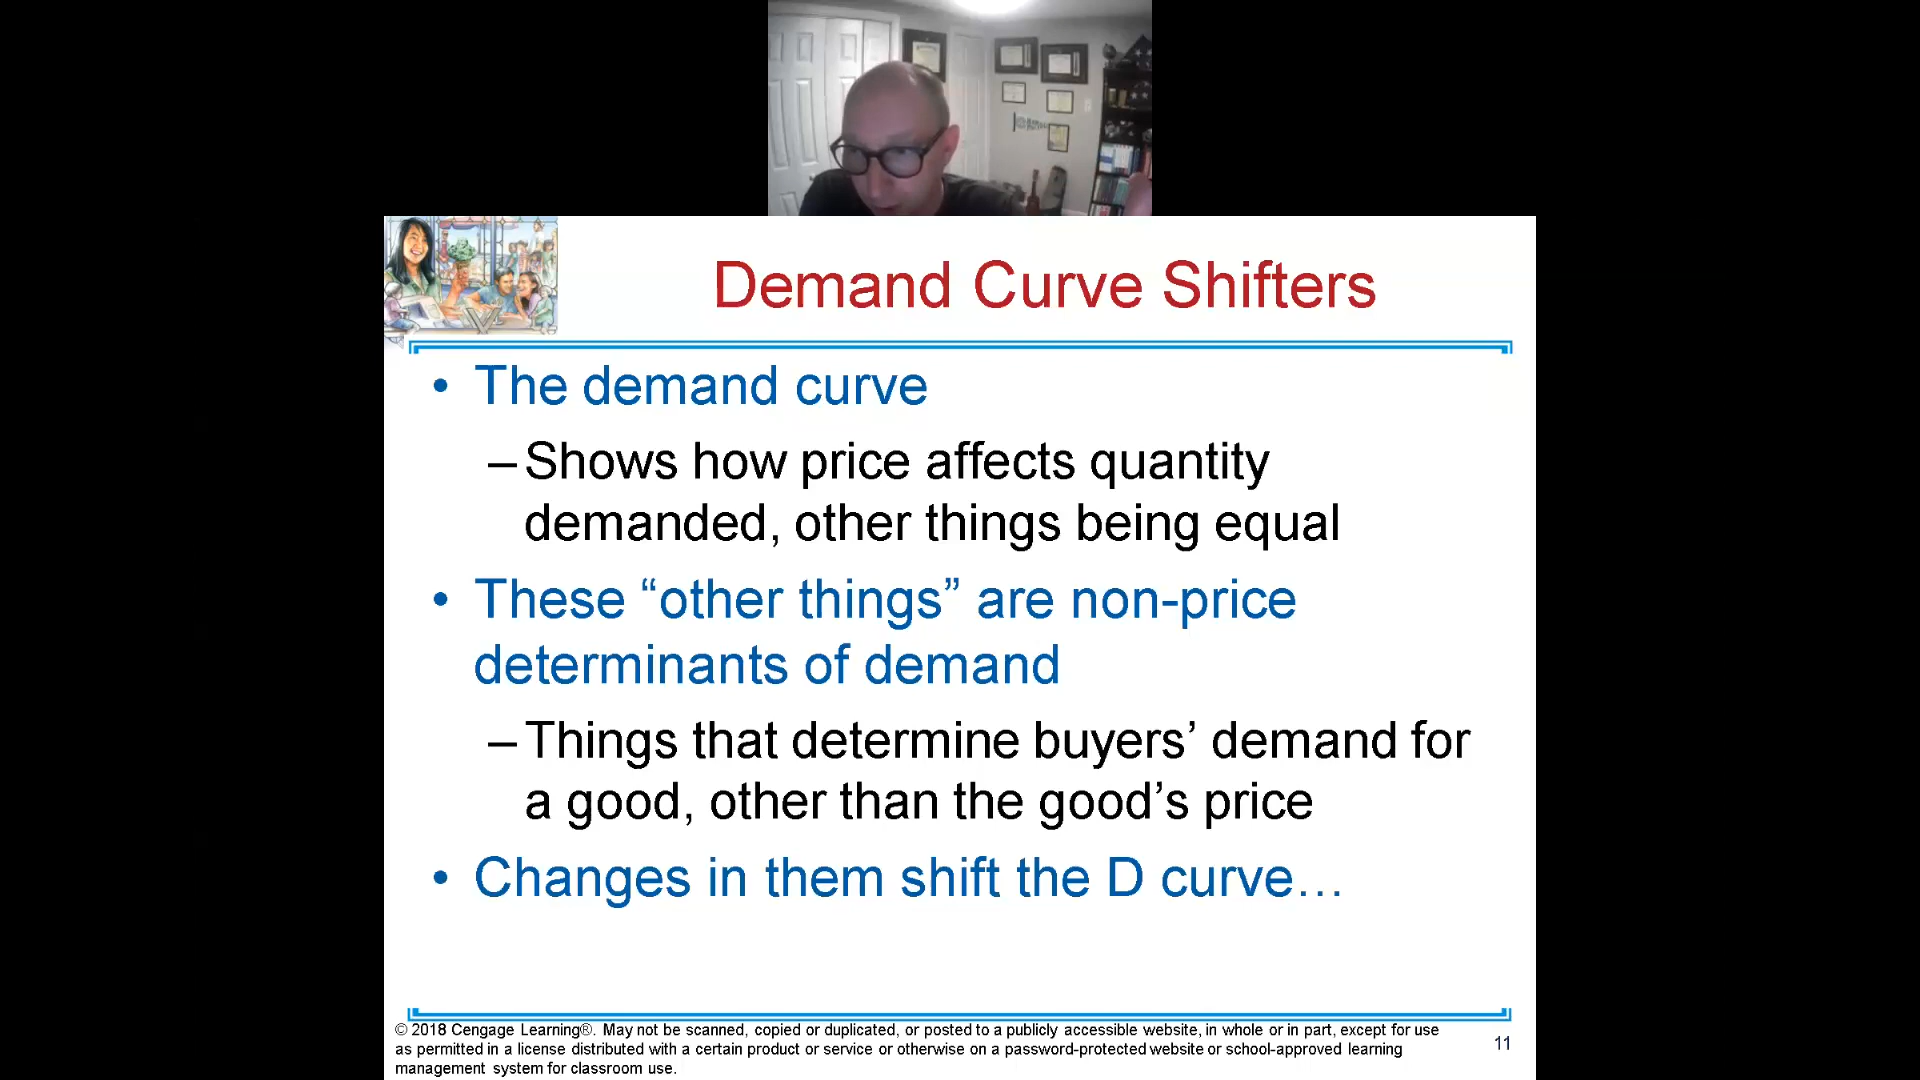 Demand Curve Shifters
• The demand curve
– Shows how price affects quantity
demanded, other things being equal
• These “other things” are non-price
determinants of demand
– Things that determine buyers’ demand for
a good, other than the good’s price
• Changes in them shift the D curve…
© 2018 Cengage Learning®. May not be scanned, copied or duplicated, or posted to a publicly accessible website, in whole or in part, except for use
as permitted in a license distributed with a certain product or service or otherwise on a password-protected website or school-approved learning
management system for classroom use.
11